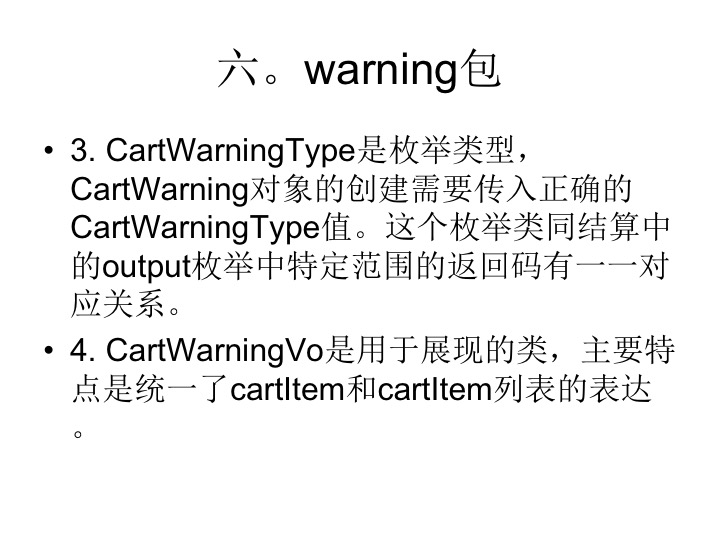 六。warning包
• 3. CartWarningType是枚举类型，
CartWarning对象的创建需要传入正确的
CartWarningType值。这个枚举类同结算中
的output枚举中特定范围的返回码有一一对
应关系。
• 4. CartWarningVo是用于展现的类，主要特
点是统一了cartItem和cartItem列表的表达
。